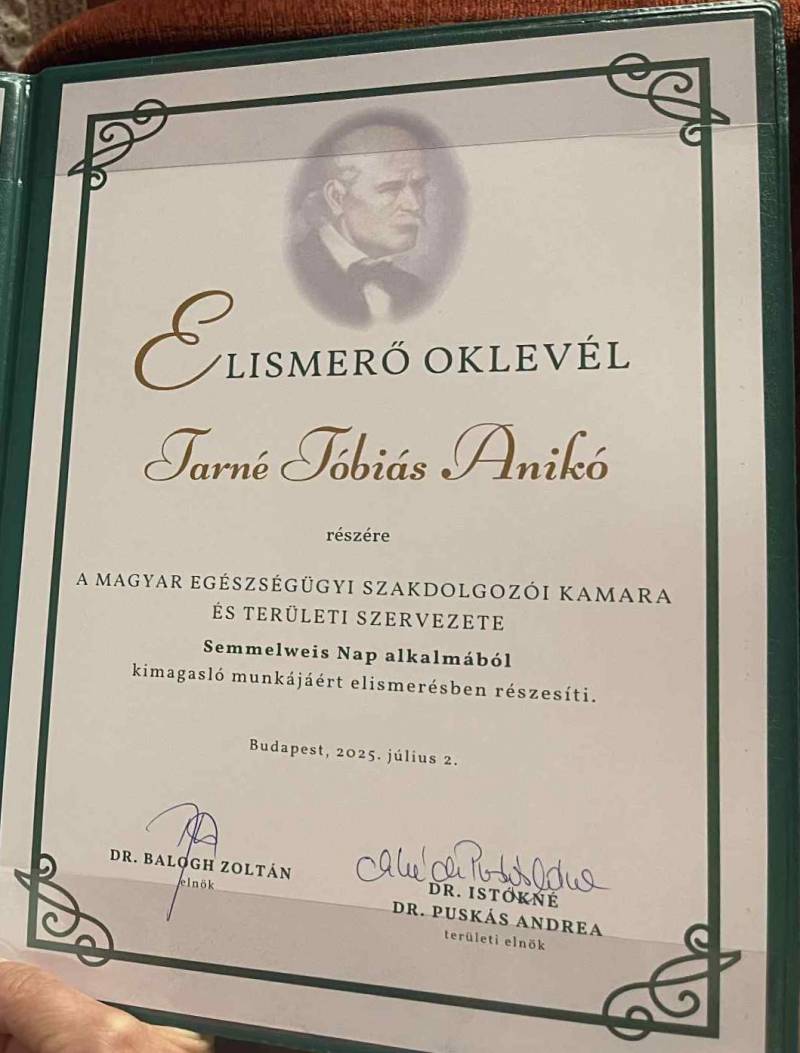 ELISMERŐ OKLEVÉL
Tarné Tóbiás Anikó
részére
A MAGYAR EGÉSZSÉGÜGYI SZAKDOLGOZÓI KAMARA
ÉS TERÜLETI SZERVEZETE
Semmelweis Nap alkalmából
kimagasló munkájáért elismerésben részesíti.
Budapest, 2025. július 2.
DR. BALOGH ZOLTÁN
elnök
DR. ISTÓKNÉ
DR. PUSKÁS ANDREA
területi elnök